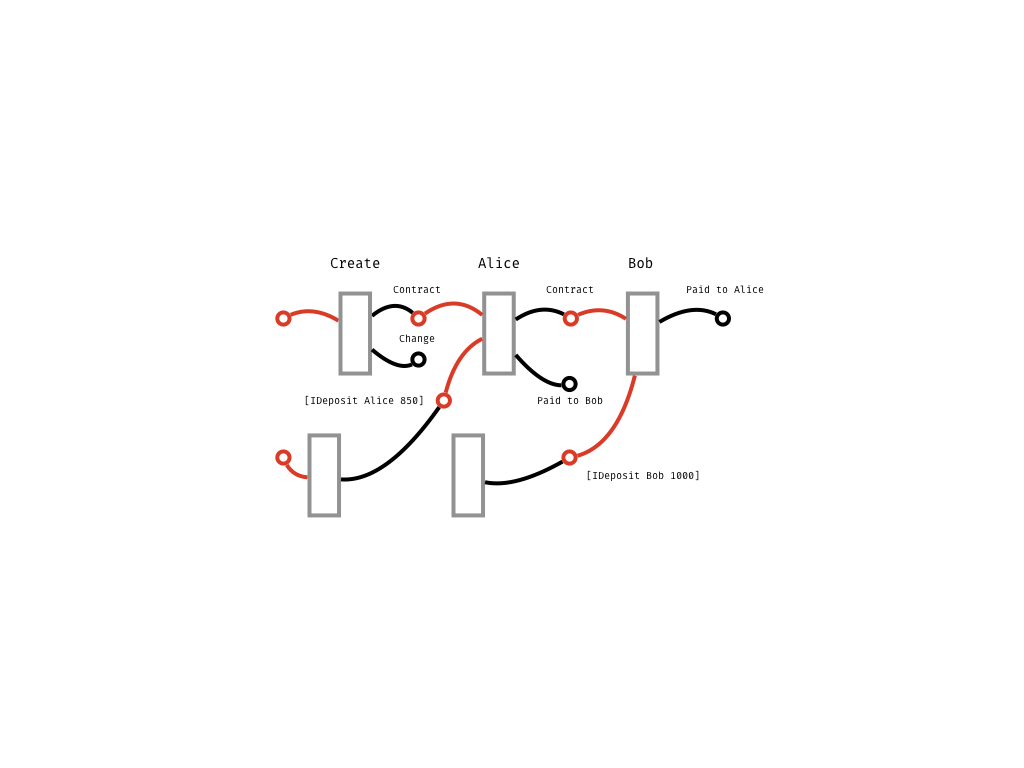 Create
Alice
Bob
Contract
Contract
Paid to Alice
Change
[IDeposit Alice 850]
Paid to Bob
[IDeposit Bob 1000]